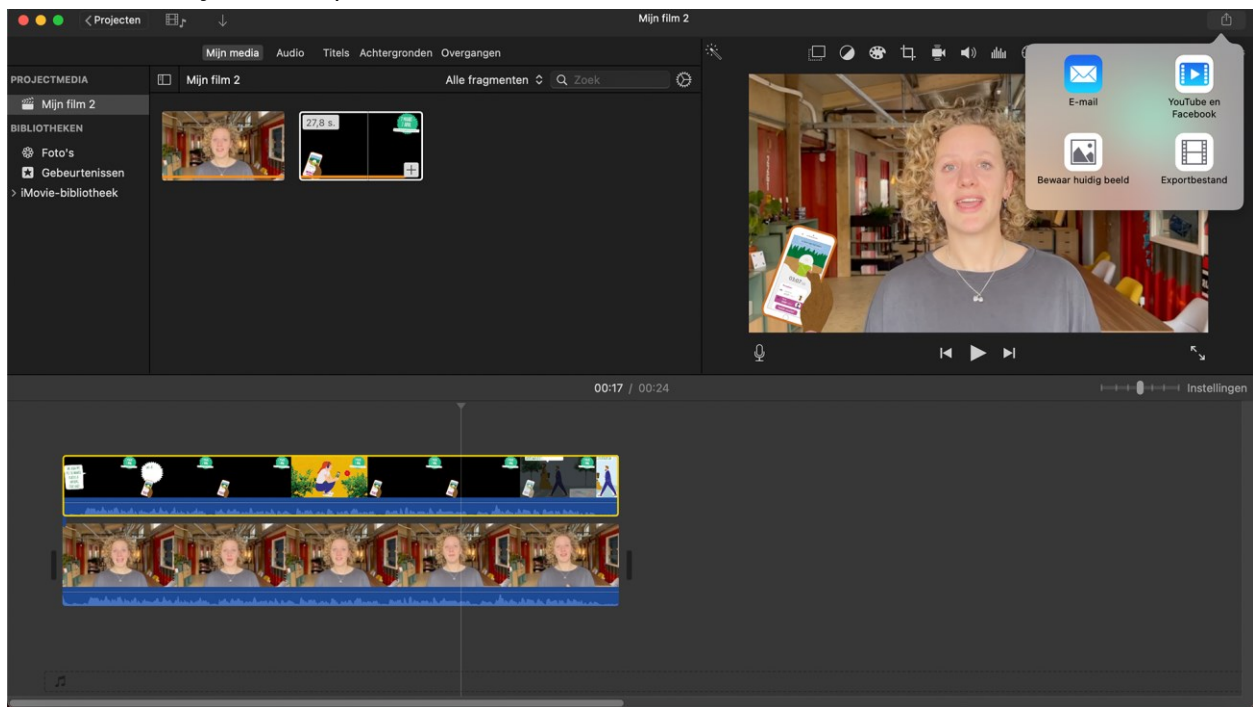 Projecten
Mijn film 2
Mijn media Audio Titels Achtergronden Overgangen
PROJECTMEDIA
Mijn film 2
Alle fragmenten
Zoek
E-mail
YouTube en
Facebook
Mijn film 2
BIBLIOTHEKEN
27,8 s.
Foto's
Gebeurtenissen
iMovie-bibliotheek
Bewaar huidig beeld
Exportbestand
00:17 / 00:24
Instellingen